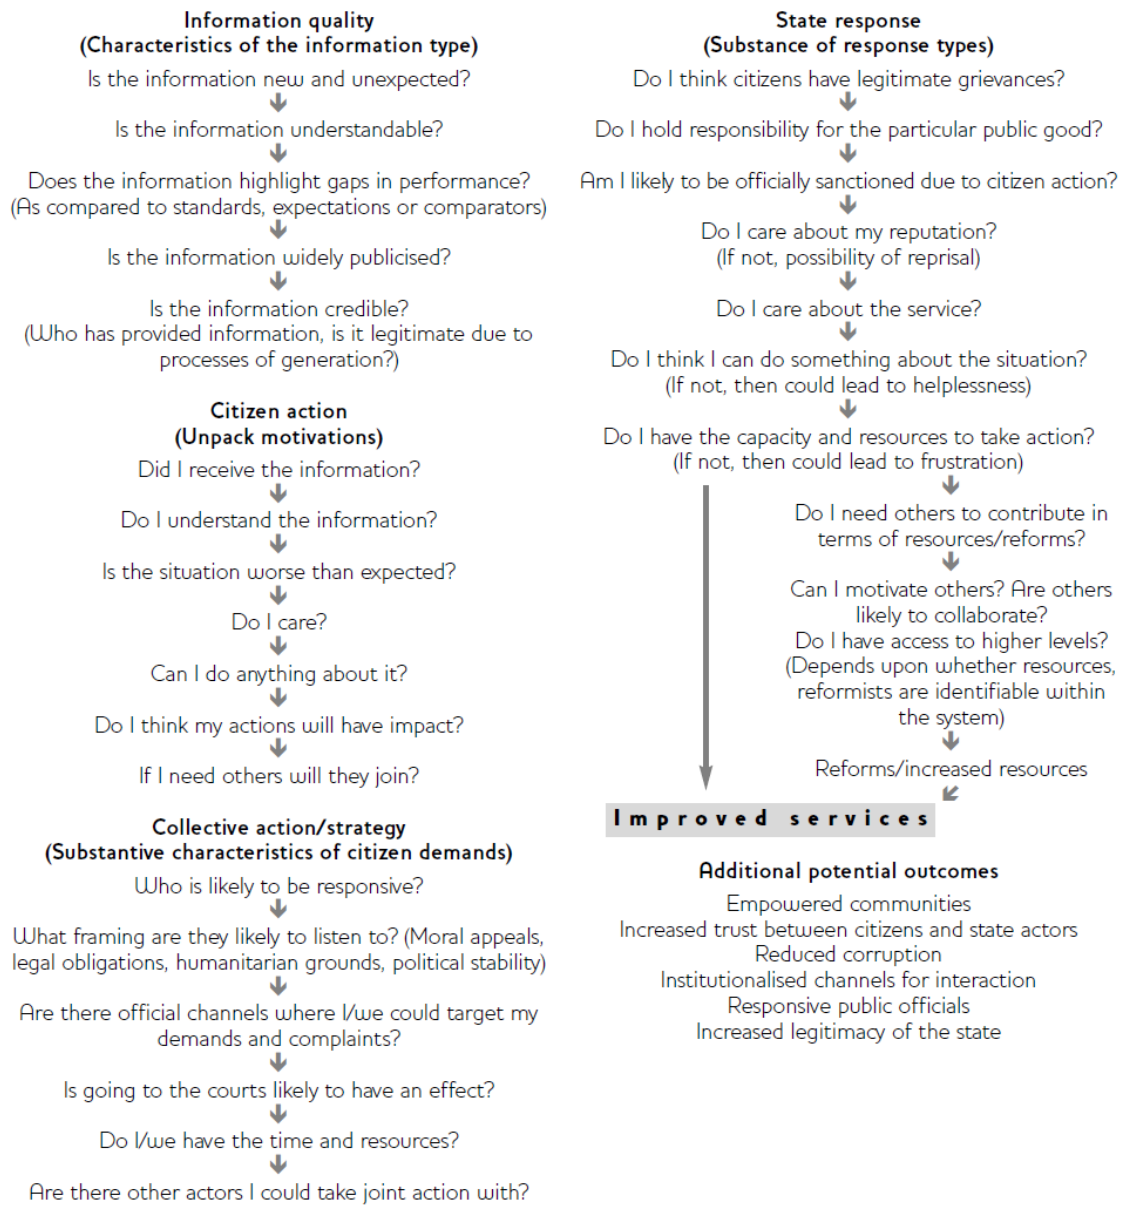 Information quality
(Characteristics of the information type)
Is the information new and unexpected?
Is the information understandable?
Does the information highlight gaps in performance?
(As compared to standards, expectations or comparators)
Is the information widely publicised?
Is the information credible?
(Who has provided information, is it legitimate due to
processes of generation?)
Citizen action
(Unpack motivations)
Did I receive the information?
Do I understand the information?
Is the situation worse than expected?
Do I care?
Can I do anything about it?
Do I think my actions will have impact?
If I need others will they join?
Collective action/strategy
(Substantive characteristics of citizen demands)
Who is likely to be responsive?
What framing are they likely to listen to? (Moral appeals,
legal obligations, humanitarian grounds, political stability)
Are there official channels where I/we could target my
demands and complaints?
Is going to the courts likely to have an effect?
Do I/we have the time and resources?
Are there other actors I could take joint action with?
State response
(Substance of response types)
Do I think citizens have legitimate grievances?
Do I hold responsibility for the particular public good?
Am I likely to be officially sanctioned due to citizen action?
Do I care about my reputation?
(If not, possibility of reprisal)
Do I care about the service?
Do I think I can do something about the situation?
(If not, then could lead to helplessness)
Do I have the capacity and resources to take action?
(If not, then could lead to frustration)
Do I need others to contribute in
terms of resources/reforms?
Can I motivate others? Are others
likely to collaborate?
Do I have access to higher levels?
(Depends upon whether resources,
reformists are identifiable within
the system)
Reforms/increased resources
Improved services
Additional potential outcomes
Empowered communities
Increased trust between citizens and state actors
Reduced corruption
Institutionalised channels for interaction
Responsive public officials
Increased legitimacy of the state